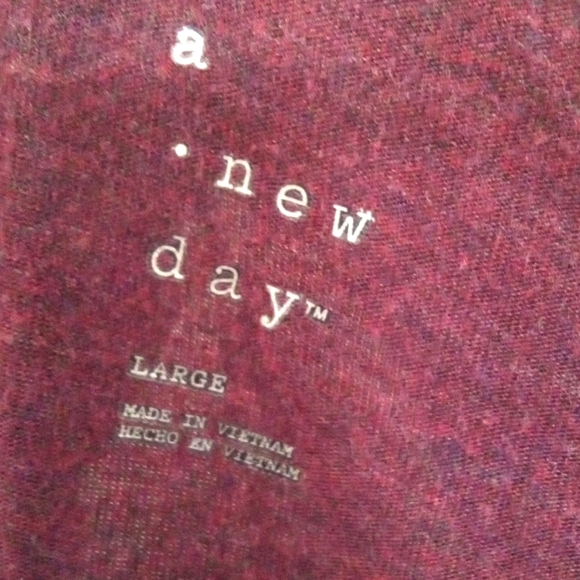 a
· new
day™
LARGE
MADE IN VIETNAM
HECHO EN VIETNAM